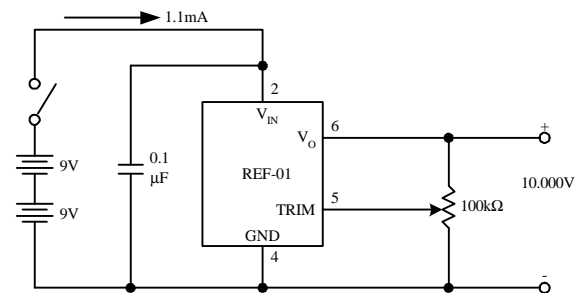 1.1mA
2
V_IN
V_O
6
+
9V
0.1
μF
REF-01
10.000V
5
TRIM
100kΩ
9V
GND
4
-